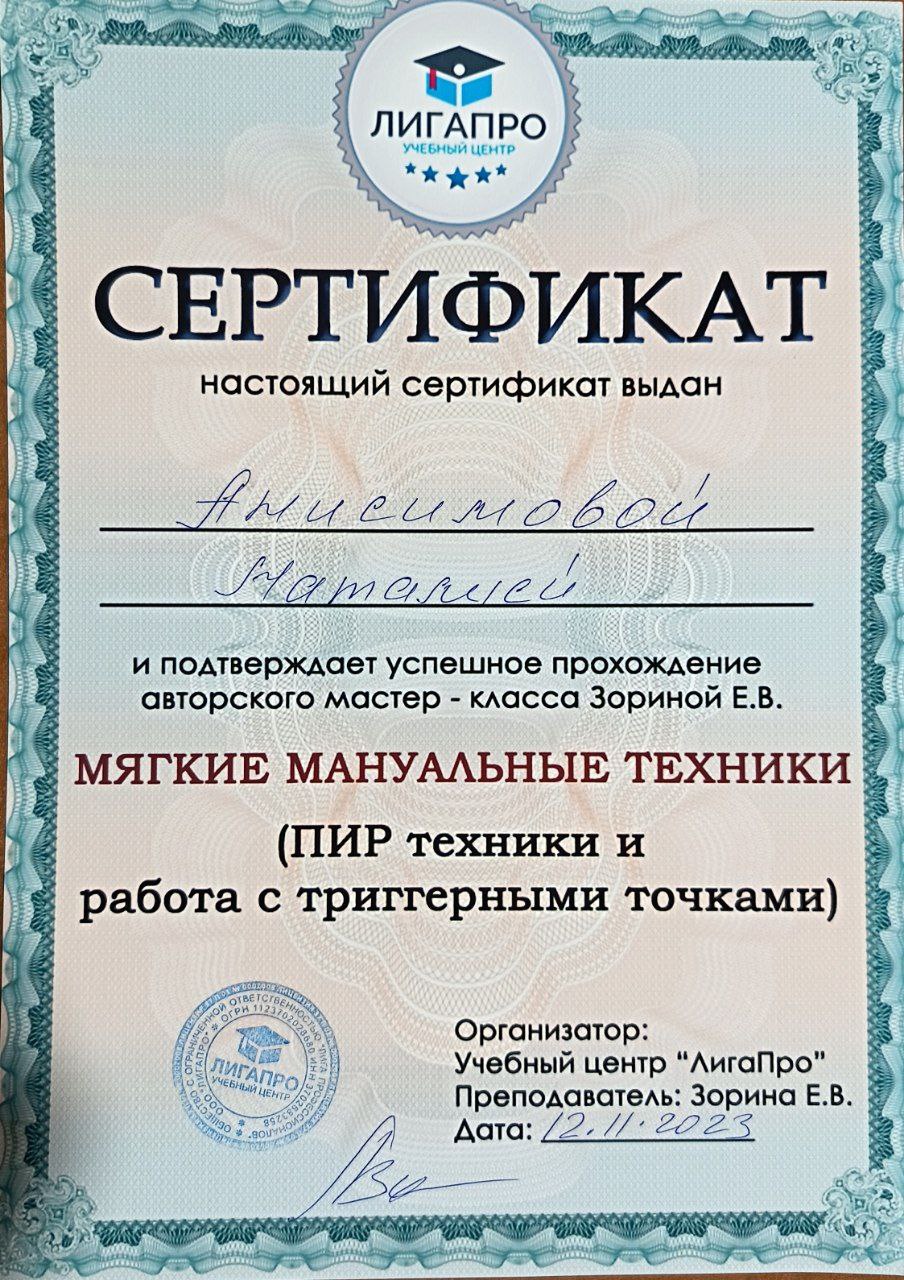 ЛИГАПРО
УЧЕБНЫЙ ЦЕНТР
СЕРТИФИКАТ
настоящий сертификат выдан
Анисимовой
Наталией
и подтверждает успешное прохождение
авторского мастер - класса Зориной Е.В.
МЯГКИЕ МАНУАЛЬНЫЕ ТЕХНИКИ
(ПИР техники и
работа с триггерными точками)
ЛИГАПРО
УЧЕБНЫЙ ЦЕНТР
Организатор:
Учебный центр “ЛигаПро”
Преподаватель: Зорина Е.В.
Дата: 12.11.2023